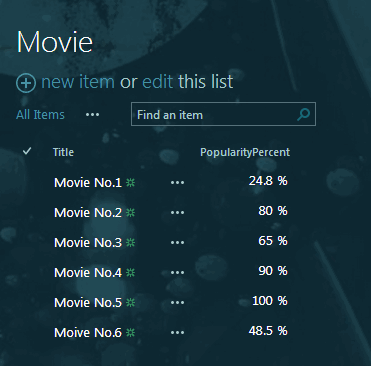 Movie
new item or edit this list
All Items ••• Find an item
Title PopularityPercent
Movie No.1 ••• 24.8 %
Movie No.2 ••• 80 %
Movie No.3 ••• 65 %
Movie No.4 ••• 90 %
Movie No.5 ••• 100 %
Moive No.6 ••• 48.5 %